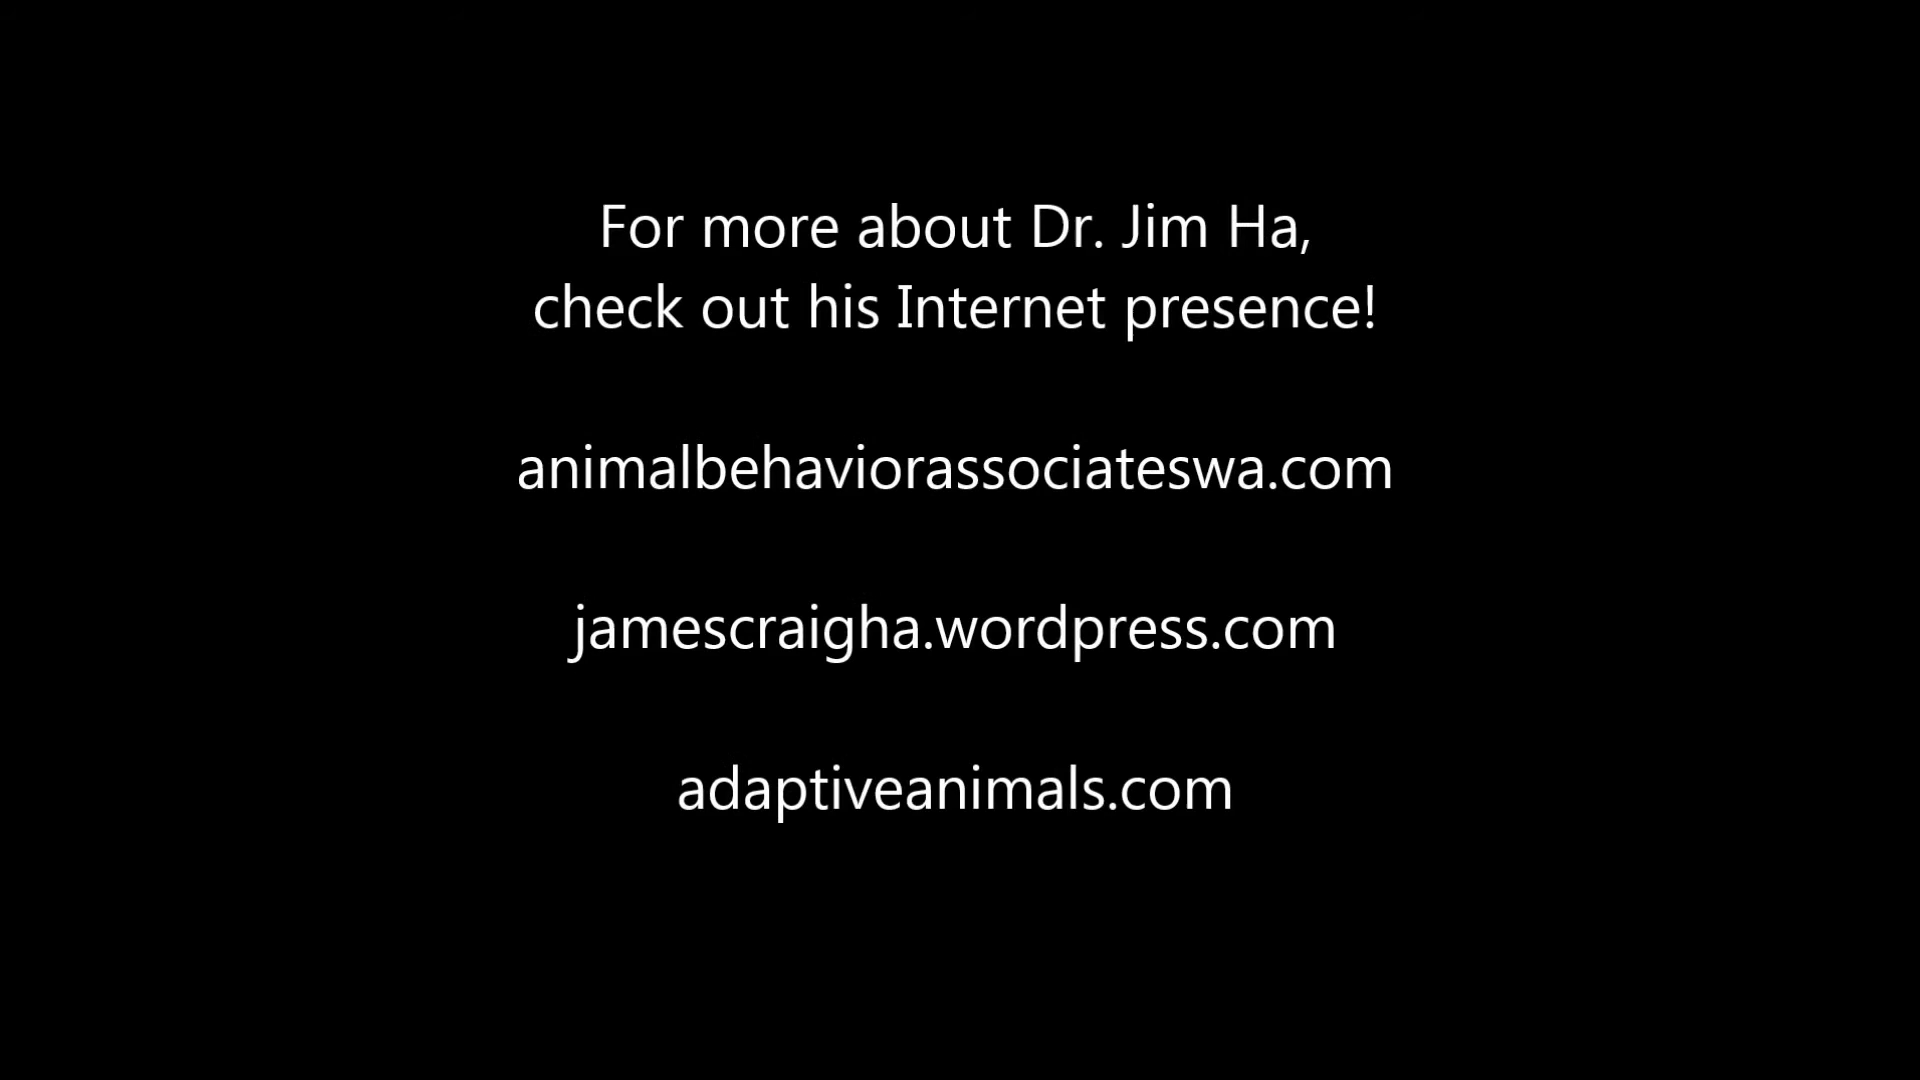 For more about Dr. Jim Ha,
check out his Internet presence!
animalbehaviorassociateswa.com
jamescraigha.wordpress.com
adaptiveanimals.com